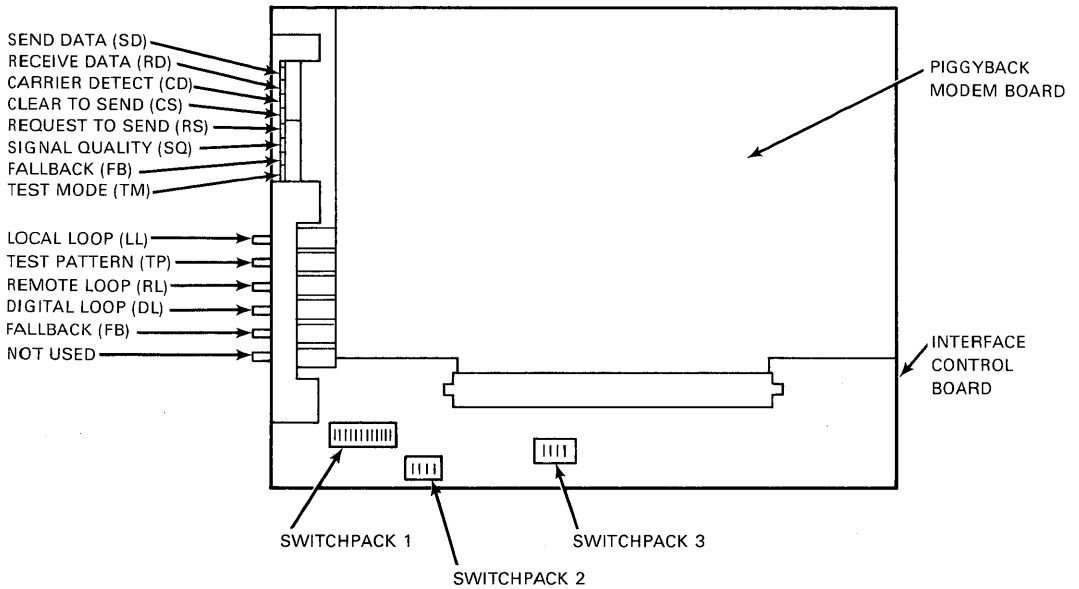 SEND DATA (SD)
RECEIVE DATA (RD)
CARRIER DETECT (CD)
CLEAR TO SEND (CS)
REQUEST TO SEND (RS)
SIGNAL QUALITY (SQ)
FALLBACK (FB)
TEST MODE (TM)
LOCAL LOOP (LL)
TEST PATTERN (TP)
REMOTE LOOP (RL)
DIGITAL LOOP (DL)
FALLBACK (FB)
NOT USED
PIGGYBACK
MODEM BOARD
INTERFACE
CONTROL
BOARD
SWITCHPACK 1
SWITCHPACK 2
SWITCHPACK 3